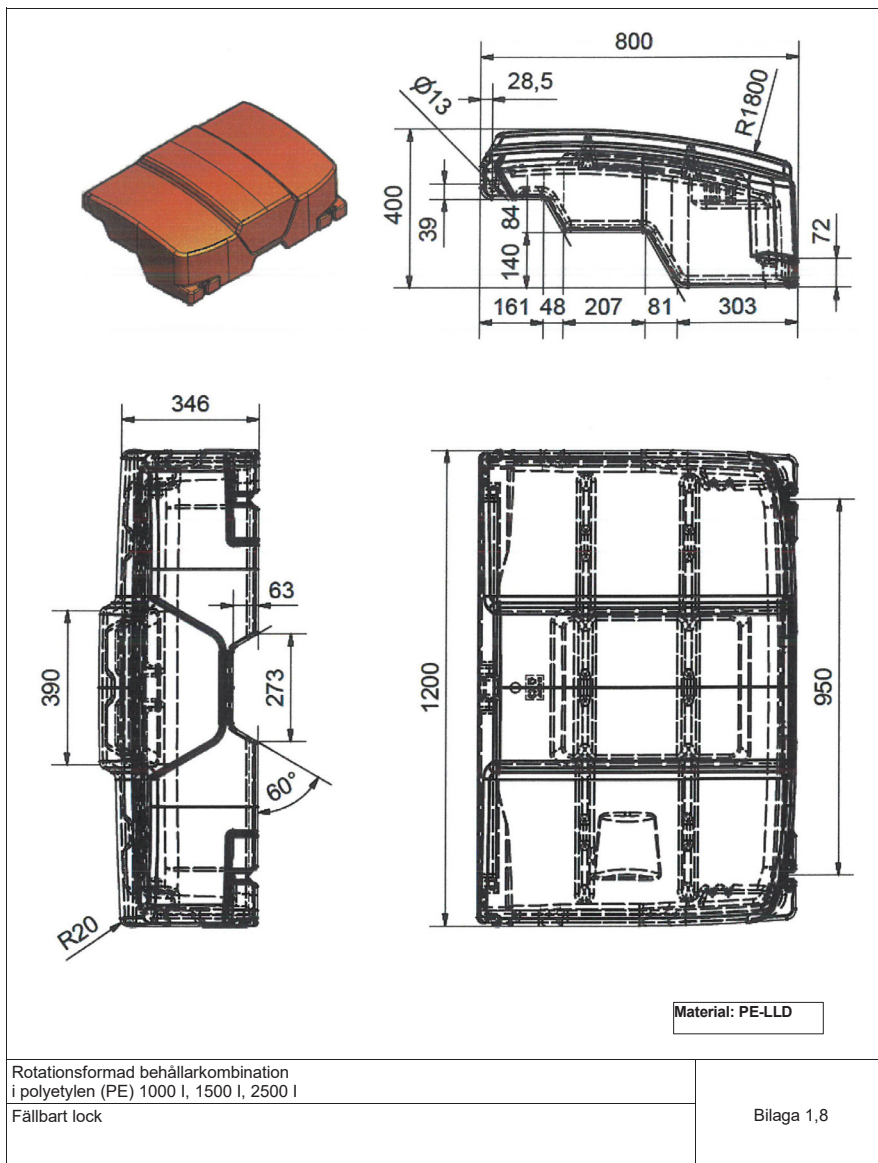 800
28,5
Ø13
R1800
400
39
84
140
72
161 48 207 81 303
346
63
390
273
1200
950
60°
R20
Material: PE-LLD
Rotationsformad behållarkombination
i polyetylen (PE) 1000 l, 1500 l, 2500 l
Fällbart lock
Bilaga 1,8